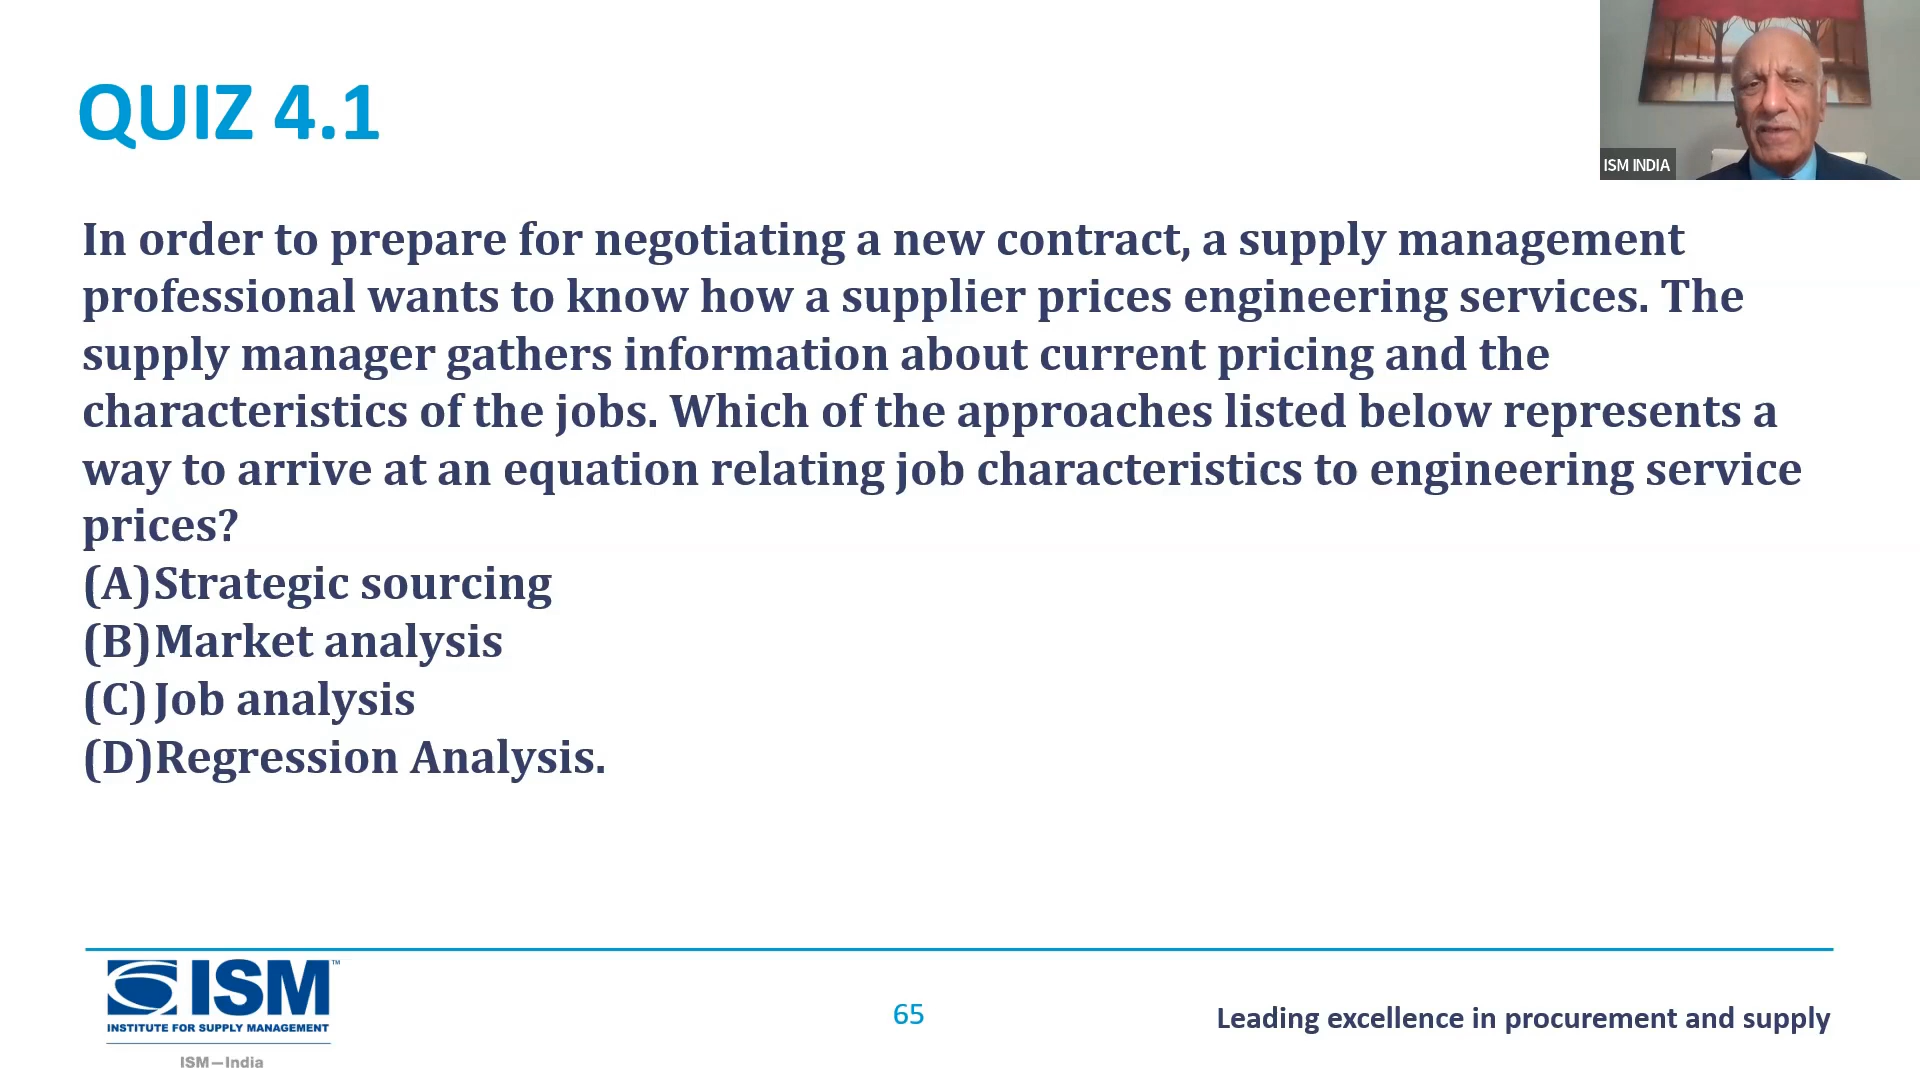 QUIZ 4.1
ISM INDIA
In order to prepare for negotiating a new contract, a supply management
professional wants to know how a supplier prices engineering services. The
supply manager gathers information about current pricing and the
characteristics of the jobs. Which of the approaches listed below represents a
way to arrive at an equation relating job characteristics to engineering service
prices?
(A)Strategic sourcing
(B)Market analysis
(C)Job analysis
(D)Regression Analysis.
ISM™
INSTITUTE FOR SUPPLY MANAGEMENT
ISM—India
65
Leading excellence in procurement and supply